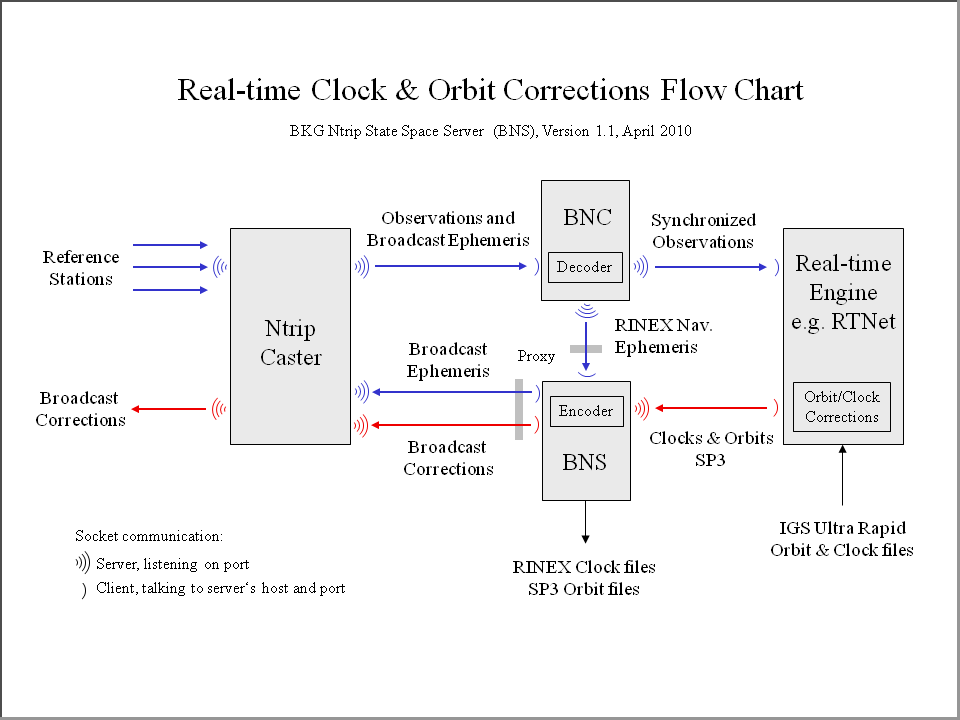 Real-time Clock & Orbit Corrections Flow Chart
BKG Ntrip State Space Server (BNS), Version 1.1, April 2010
Reference
Stations
Ntrip
Caster
Observations and
Broadcast Ephemeris
BNC
Decoder
Synchronized
Observations
Real-time
Engine
e.g. RTNet
RINEX Nav.
Ephemeris
Proxy
Broadcast
Ephemeris
Broadcast
Corrections
Broadcast
Corrections
Encoder
BNS
Clocks & Orbits
SP3
Orbit/Clock
Corrections
IGS Ultra Rapid
Orbit & Clock files
RINEX Clock files
SP3 Orbit files
Socket communication:
Server, listening on port
Client, talking to server‘s host and port